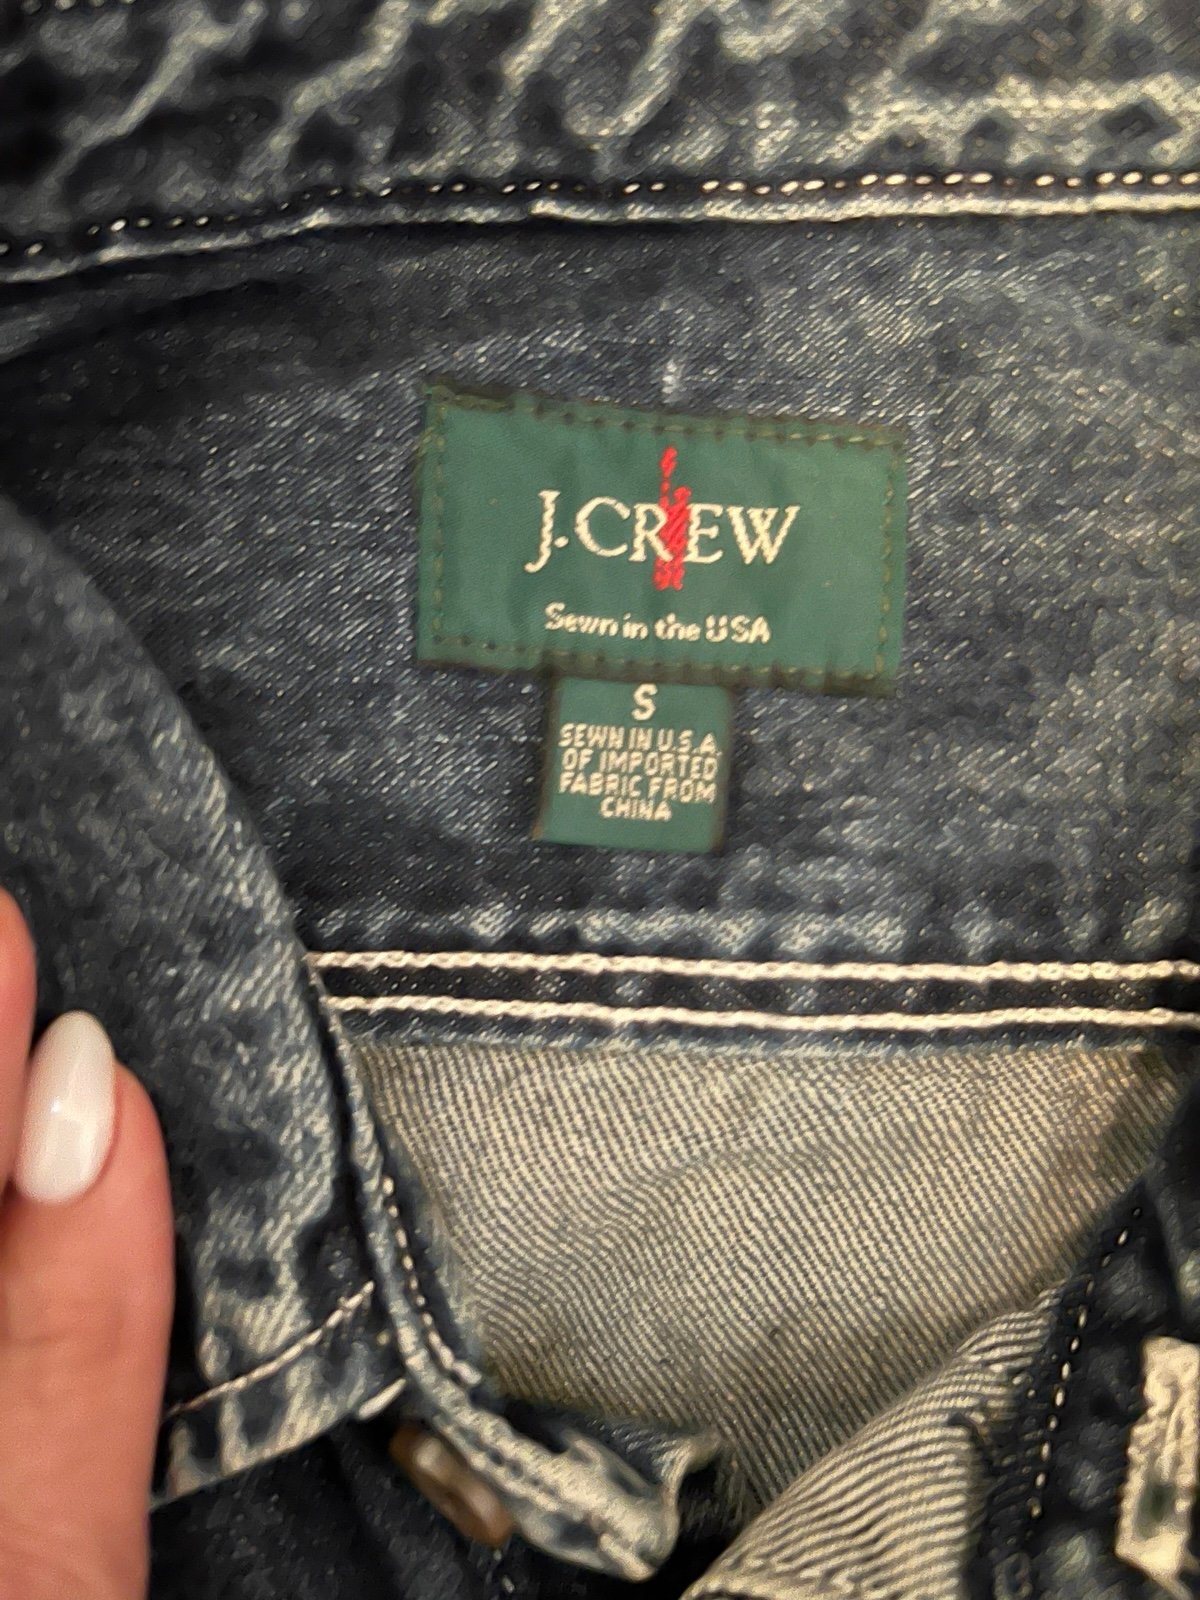 J.CREW
Sewn in the USA
S
SEWN IN U.S.A.
OF IMPORTED
FABRIC FROM
CHINA